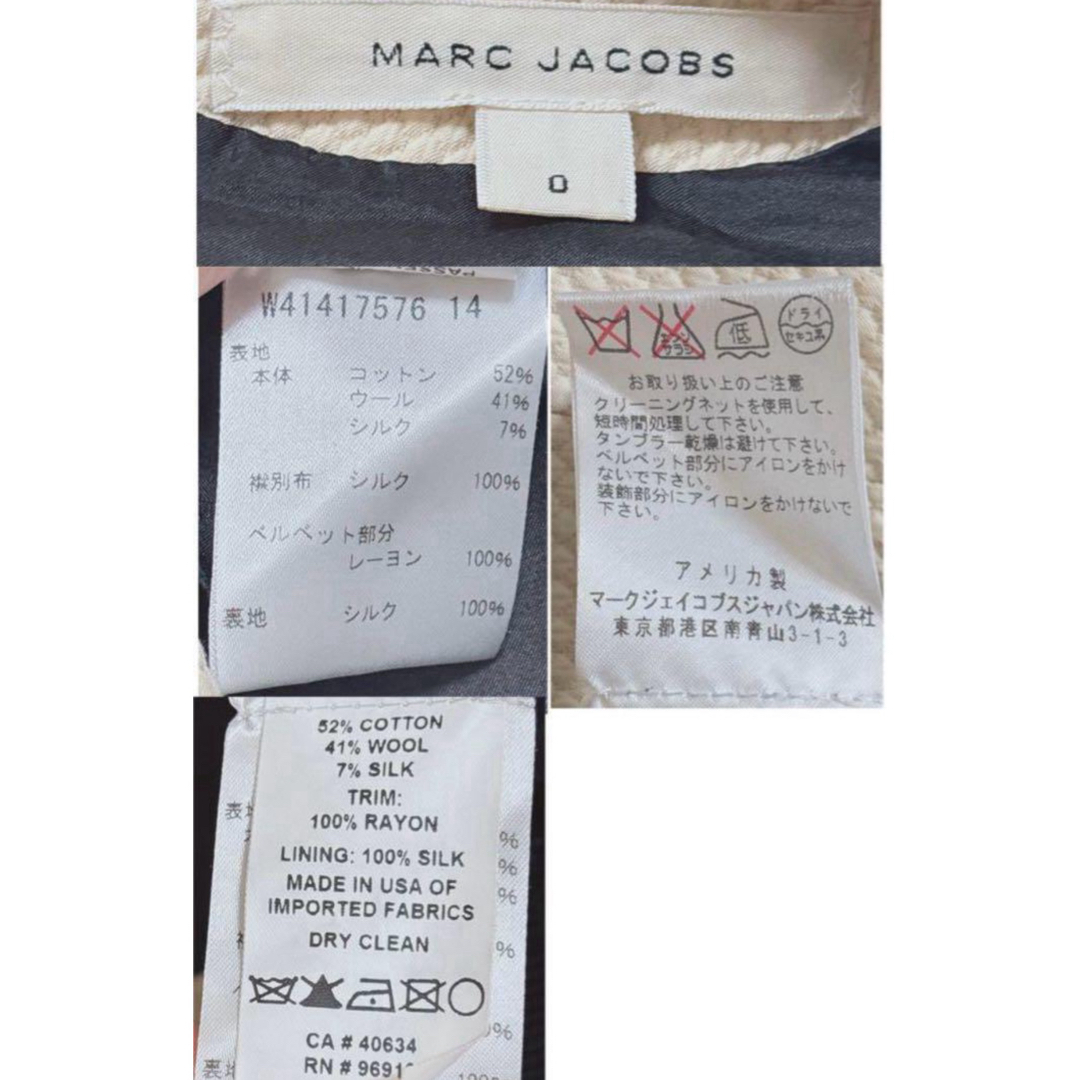 MARC JACOBS
0
W41417576 14
表地
本体 コットン 52%
ウール 41%
シルク 7%
襟別布 シルク 100%
ベルベット部分
レーヨン 100%
裏地 シルク 100%
低
ドライ
セキユ系
お取り扱い上のご注意
クリーニングネットを使用して、
短時間処理して下さい。
タンブラー乾燥は避けて下さい。
ベルベット部分にアイロンをかけ
ないで下さい。
装飾部分にアイロンをかけないで
下さい。
アメリカ製
マークジェイコブスジャパン株式会社
東京都港区南青山3-1-3
52% COTTON
41% WOOL
7% SILK
TRIM:
100% RAYON
LINING: 100% SILK
MADE IN USA OF
IMPORTED FABRICS
DRY CLEAN
CA # 40634
RN # 9691
表
%
%
%
%
%
裏地
100%